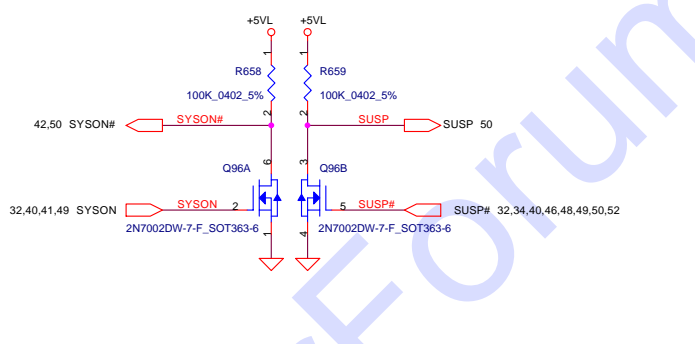 +5VL +5VL
1 1
R658 R659
100K_0402_5% 100K_0402_5%
2 2
42,50 SYSON# SYSON# SUSP SUSP 50
6 3
Q96A Q96B
32,40,41,49 SYSON SYSON 2 5 SUSP# SUSP# 32,34,40,46,48,49,50,52
2N7002DW-7-F_SOT363-6 2N7002DW-7-F_SOT363-6
1 4
Forum